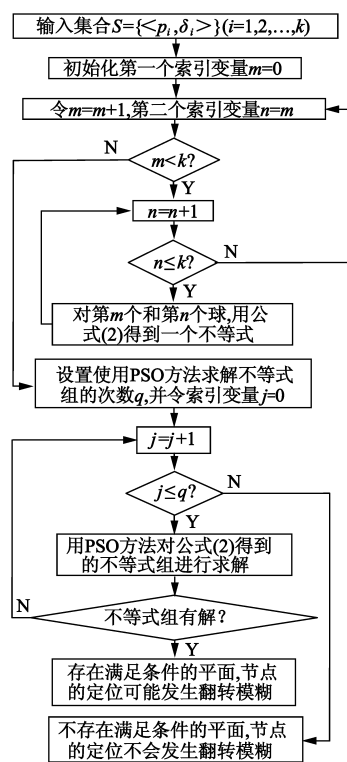 输入集合S={<pᵢ,δᵢ>}(i=1,2,…,k)
初始化第一个索引变量m=0
令m=m+1,第二个索引变量n=m
N
m<k?
Y
n=n+1
N
n≤k?
Y
对第m个和第n个球,用公
式(2)得到一个不等式
设置使用PSO方法求解不等式
组的次数q,并令索引变量j=0
j=j+1
j≤q?
N
Y
用PSO方法对公式(2)得到
的不等式组进行求解
N
不等式组有解？
Y
存在满足条件的平面,节点
的定位可能发生翻转模糊
不存在满足条件的平面,节点
的定位不会发生翻转模糊